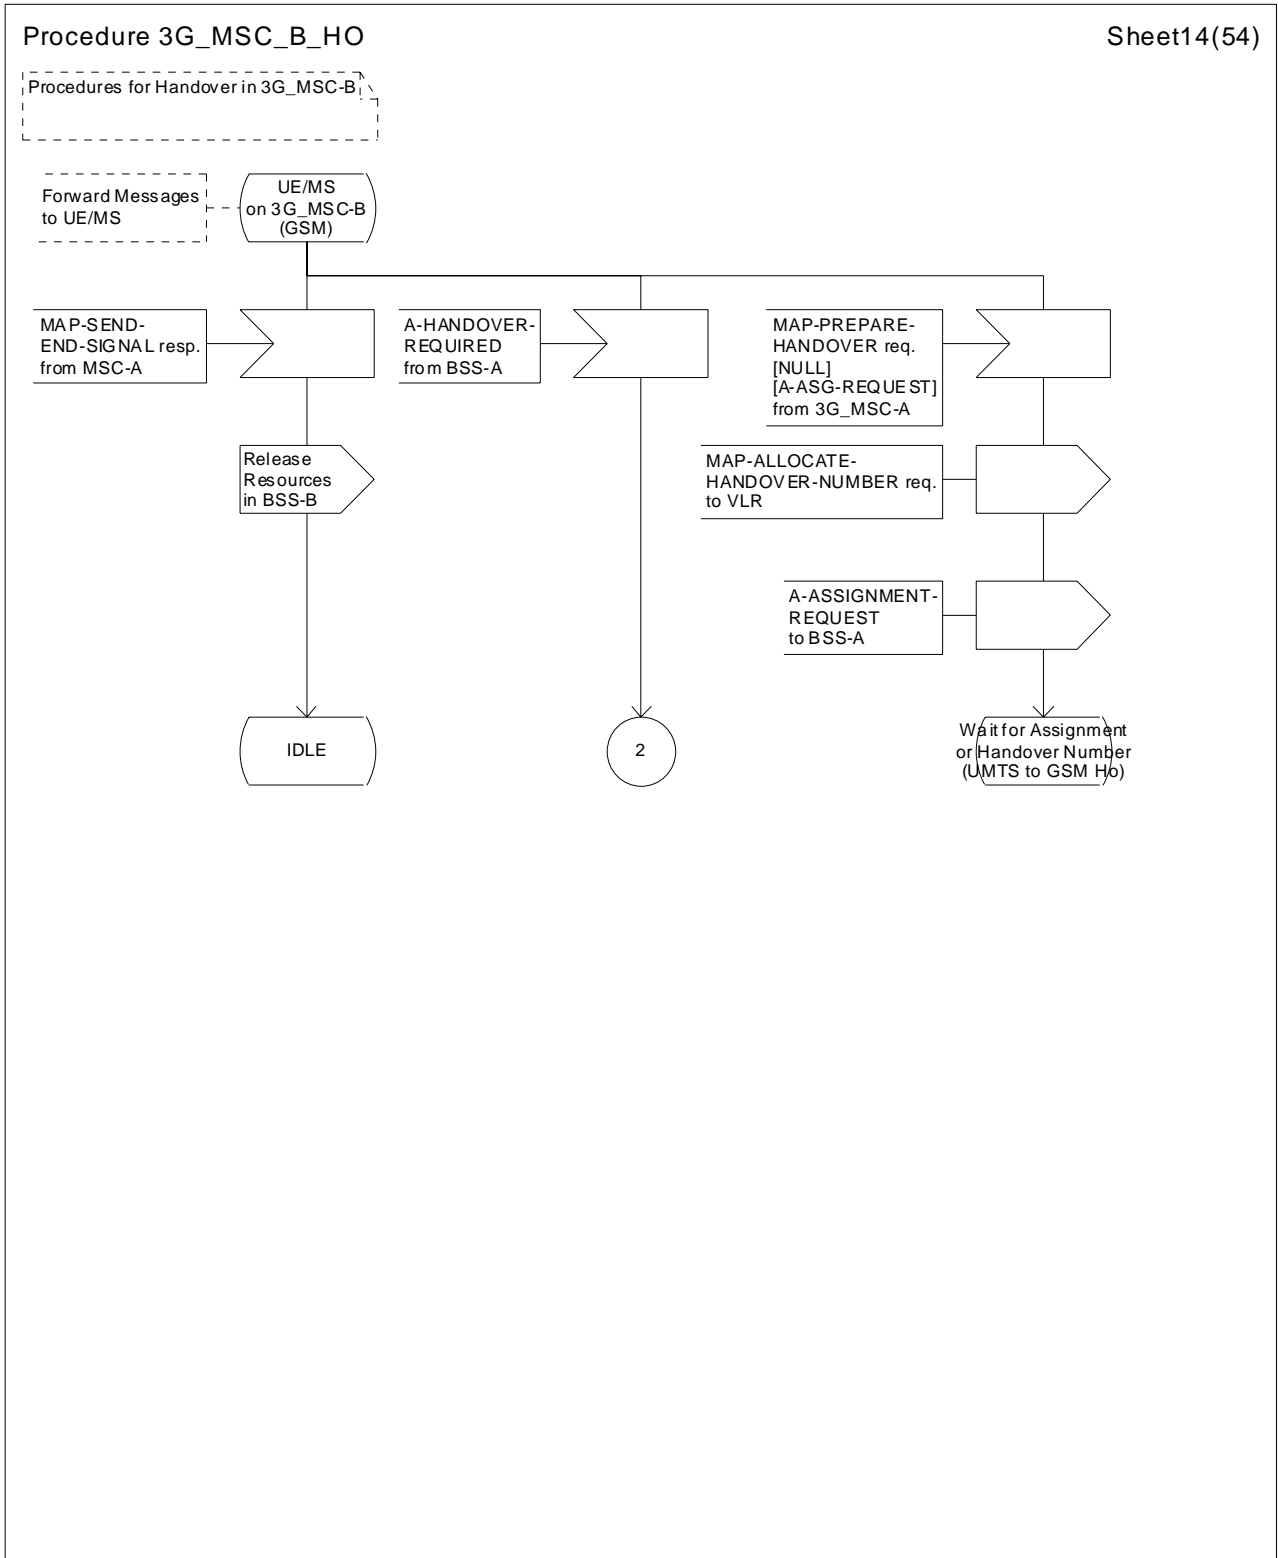 Procedure 3G_MSC_B_HO
Sheet14(54)
Procedures for Handover in 3G_MSC-B
Forward Messages
to UE/MS
UE/MS
on 3G_MSC-B
(GSM)
MAP-SEND-
END-SIGNAL resp.
from MSC-A
A-HANDOVER-
REQUIRED
from BSS-A
MAP-PREPARE-
HANDOVER req.
[NULL]
[A-ASG-REQUEST]
from 3G_MSC-A
Release
Resources
in BSS-B
MAP-ALLOCATE-
HANDOVER-NUMBER req.
to VLR
A-ASSIGNMENT-
REQUEST
to BSS-A
IDLE
2
Wait for Assignment
or Handover Number
(UMTS to GSM Ho)